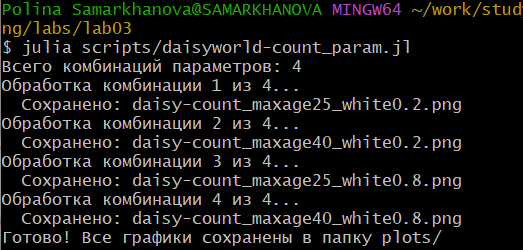 Polina Samarkhanova@SAMARKHANOVA MINGW64 ~/work/stud
ng/labs/lab03
$ julia scripts/daisyworld-count_param.jl
Всего комбинаций параметров: 4
Обработка комбинации 1 из 4...
  Сохранено: daisy-count_maxage25_white0.2.png
Обработка комбинации 2 из 4...
  Сохранено: daisy-count_maxage40_white0.2.png
Обработка комбинации 3 из 4...
  Сохранено: daisy-count_maxage25_white0.8.png
Обработка комбинации 4 из 4...
  Сохранено: daisy-count_maxage40_white0.8.png
Готово! Все графики сохранены в папку plots/